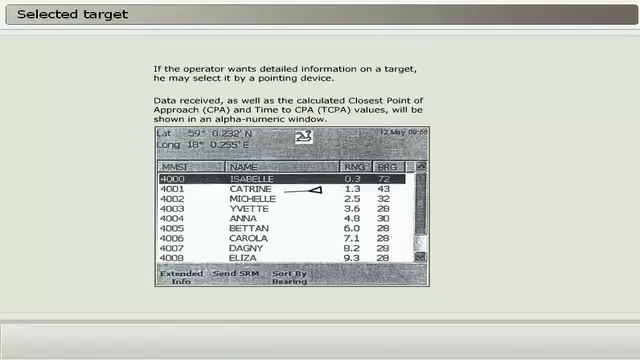 Selected target
If the operator wants detailed information on a target,
he may select it by a pointing device.
Data received, as well as the calculated Closest Point of
Approach (CPA) and Time to CPA (TCPA) values, will be
shown in an alpha-numeric window.
Lat 59° 0.232'N 12 May 09:56
Long 18° 0.255'E
MMSI NAME RNG BRG
4000 ISABELLE 0.3 72
4001 CATRINE 1.3 43
4002 MICHELLE 2.5 32
4003 YVETTE 3.6 28
4004 ANNA 4.8 30
4005 BETTAN 6.0 28
4006 CAROLA 7.1 28
4007 DAGNY 8.2 28
4008 ELIZA 9.3 28
Extended Send SRM Sort By
Info Bearing